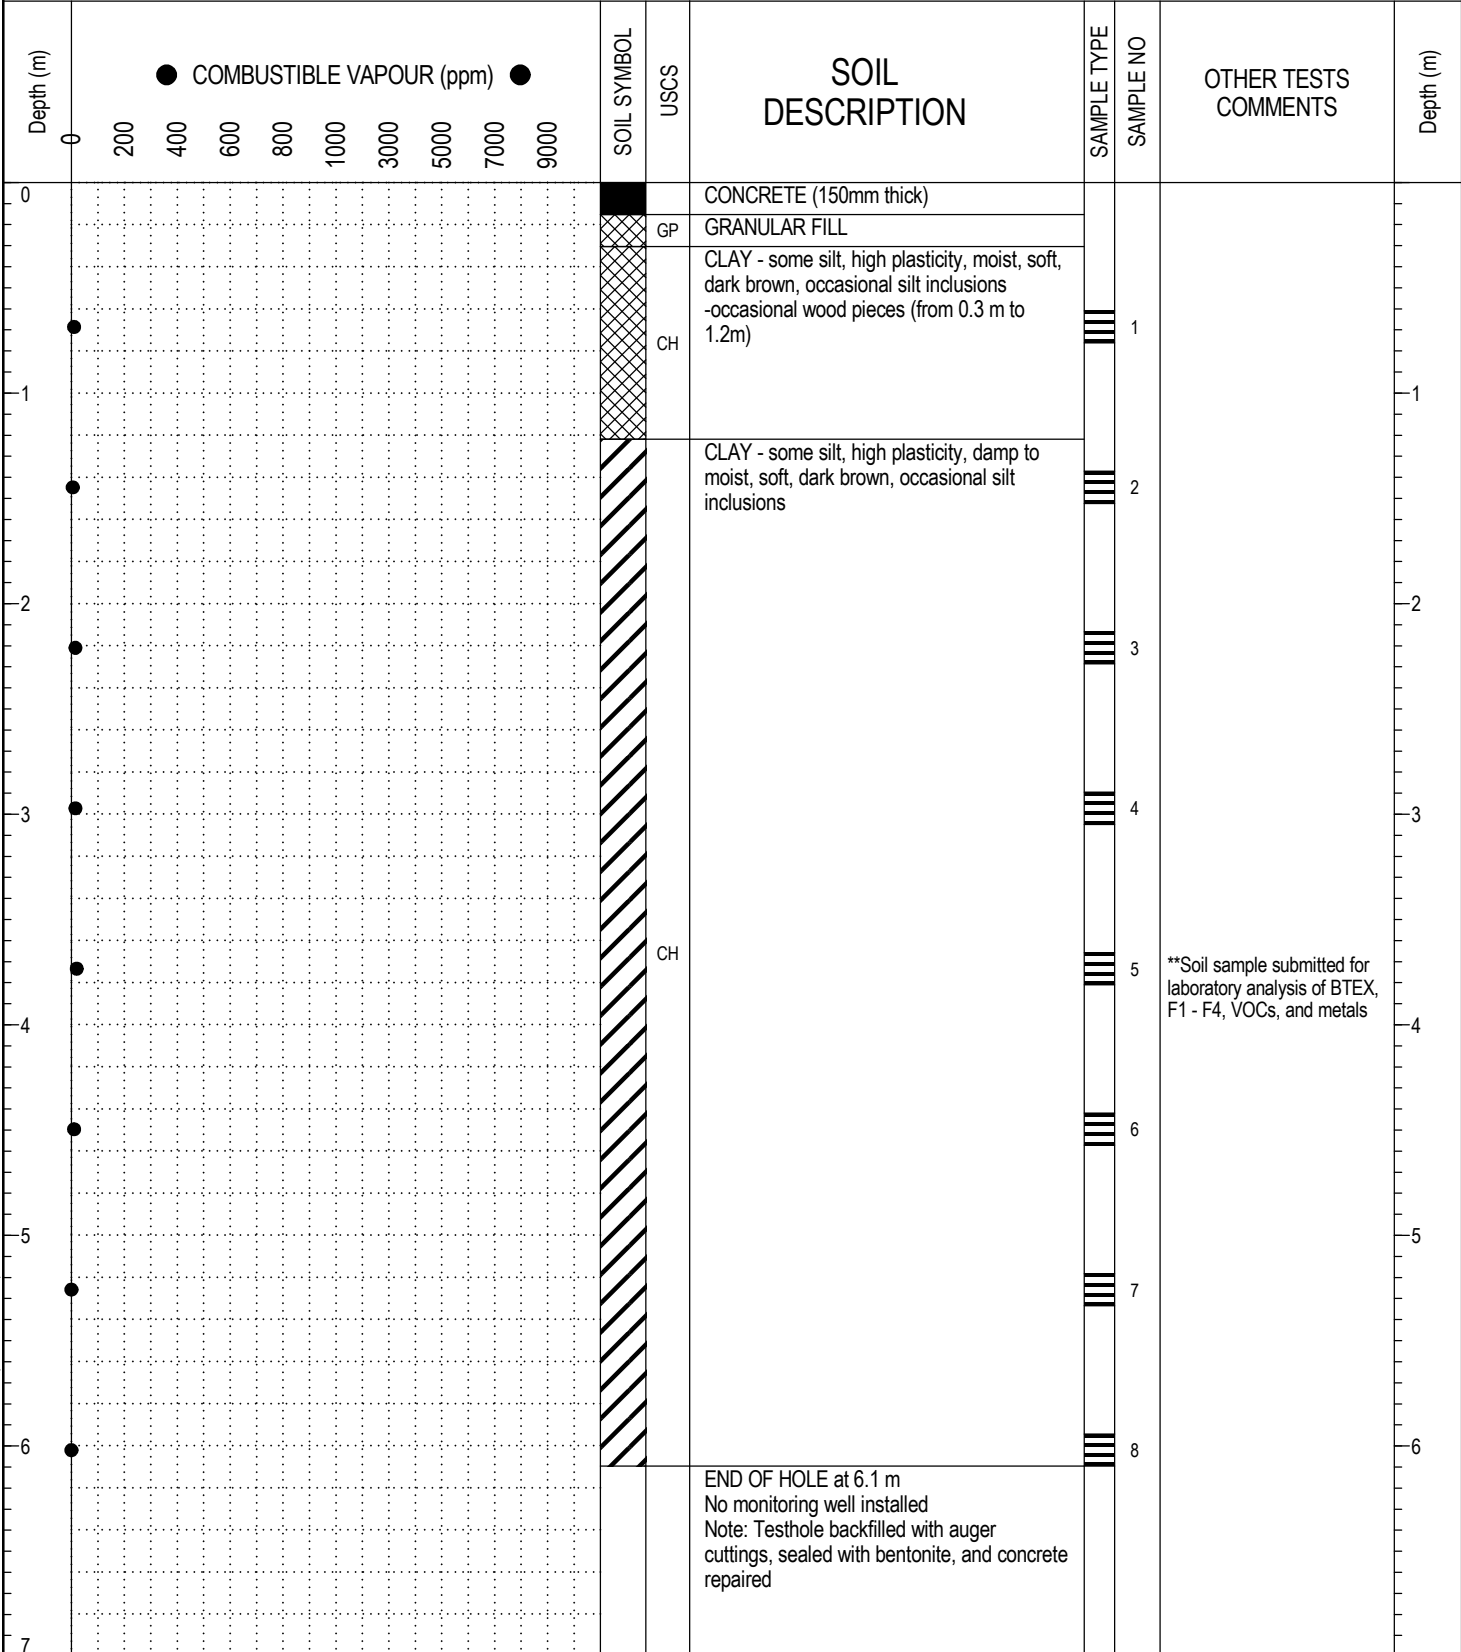 Depth (m)
● COMBUSTIBLE VAPOUR (ppm) ●
0 200 400 600 800 1000 3000 5000 7000 9000
SOIL SYMBOL
USCS
SOIL
DESCRIPTION
SAMPLE TYPE
SAMPLE NO
OTHER TESTS
COMMENTS
Depth (m)
0
CONCRETE (150mm thick)
GP
GRANULAR FILL
CLAY - some silt, high plasticity, moist, soft,
dark brown, occasional silt inclusions
-occasional wood pieces (from 0.3 m to
1.2m)
CH
1
1
1
CLAY - some silt, high plasticity, damp to
moist, soft, dark brown, occasional silt
inclusions
2
2
2
3
3
4
3
CH
5
**Soil sample submitted for
laboratory analysis of BTEX,
F1 - F4, VOCs, and metals
4
4
6
5
5
7
6
8
6
END OF HOLE at 6.1 m
No monitoring well installed
Note: Testhole backfilled with auger
cuttings, sealed with bentonite, and concrete
repaired
7